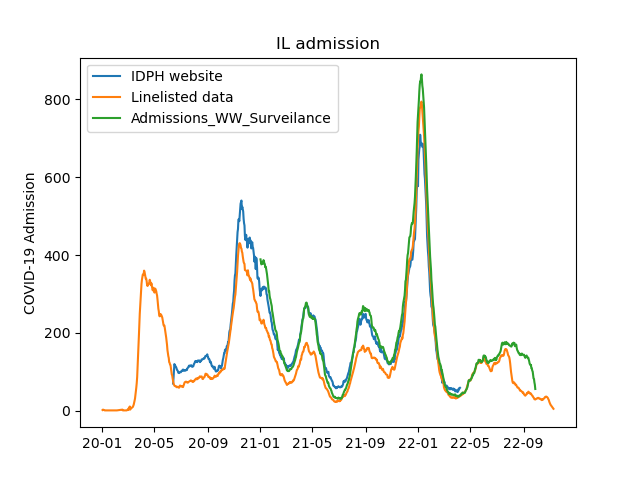 IL admission
IDPH website
Linelisted data
Admissions_WW_Surveilance
COVID-19 Admission
800
600
400
200
0
20-01 20-05 20-09 21-01 21-05 21-09 22-01 22-05 22-09